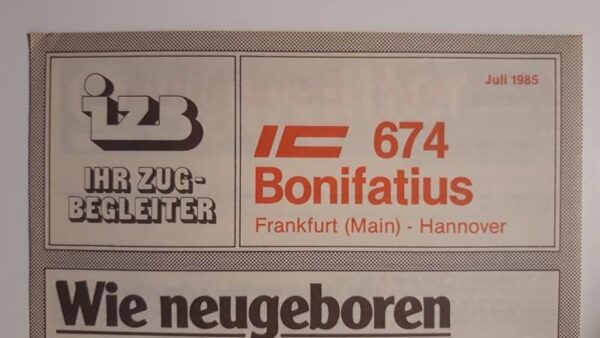 izb
IHR ZUG-
BEGLEITER
Juli 1985
IC 674
Bonifatius
Frankfurt (Main) - Hannover
Wie neugeboren